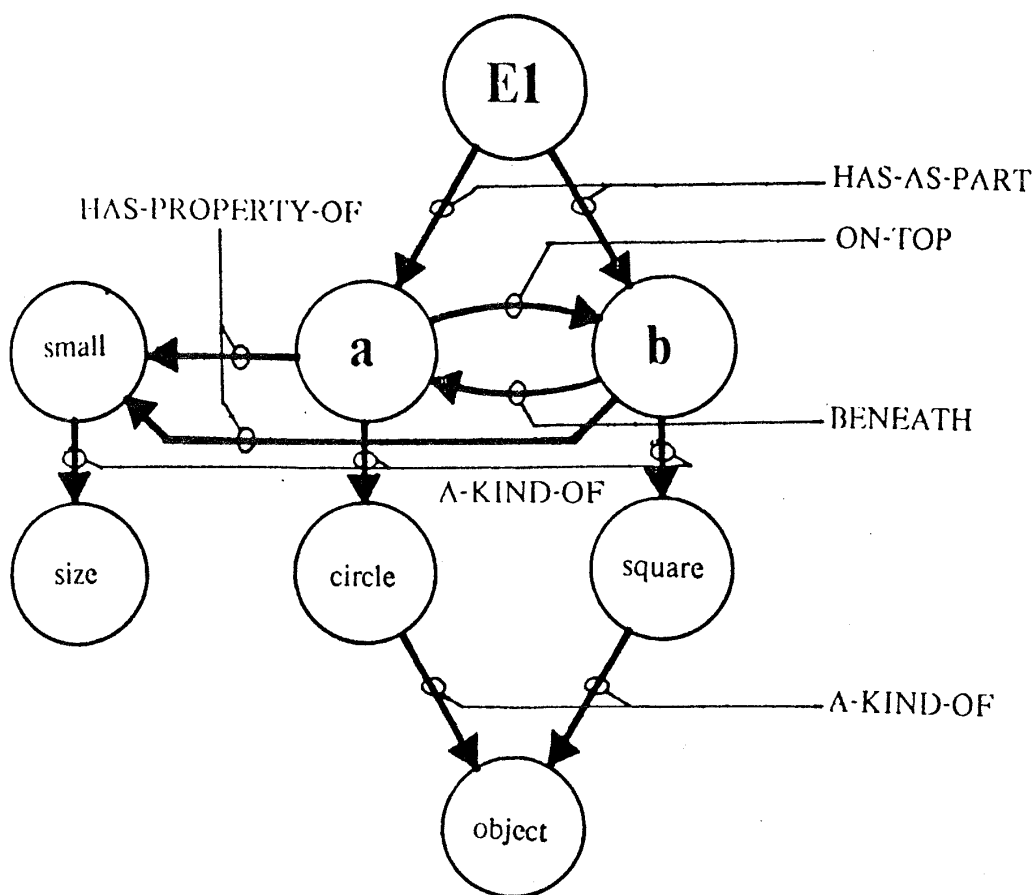 E1
HAS-AS-PART
HAS-PROPERTY-OF
ON-TOP
small
a
b
BENEATH
A-KIND-OF
size
circle
square
A-KIND-OF
object